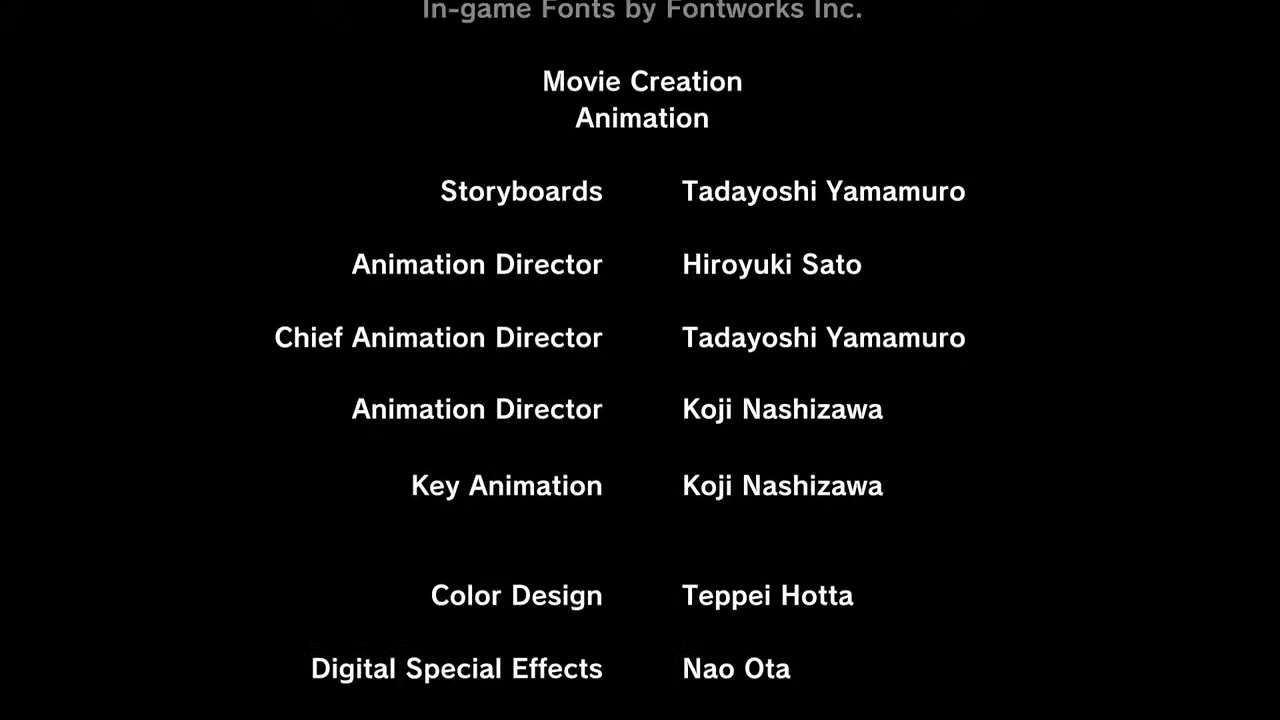 In-game Fonts by Fontworks Inc.
Movie Creation
Animation
Storyboards Tadayoshi Yamamuro
Animation Director Hiroyuki Sato
Chief Animation Director Tadayoshi Yamamuro
Animation Director Koji Nashizawa
Key Animation Koji Nashizawa
Color Design Teppei Hotta
Digital Special Effects Nao Ota